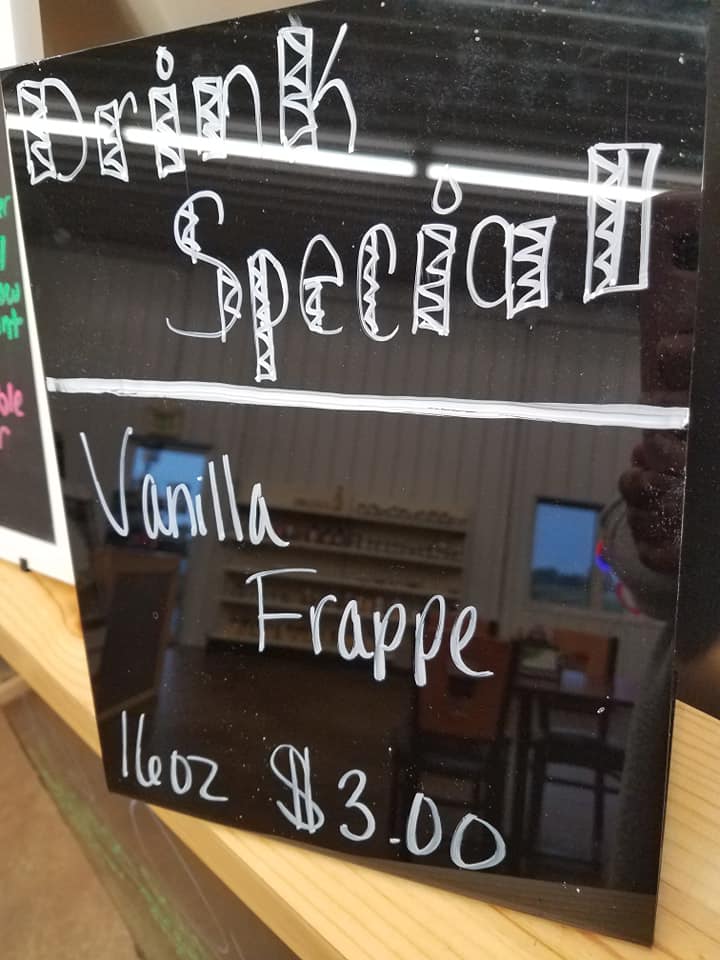 Drink
Special
Vanilla
Frappe
16oz $3.00